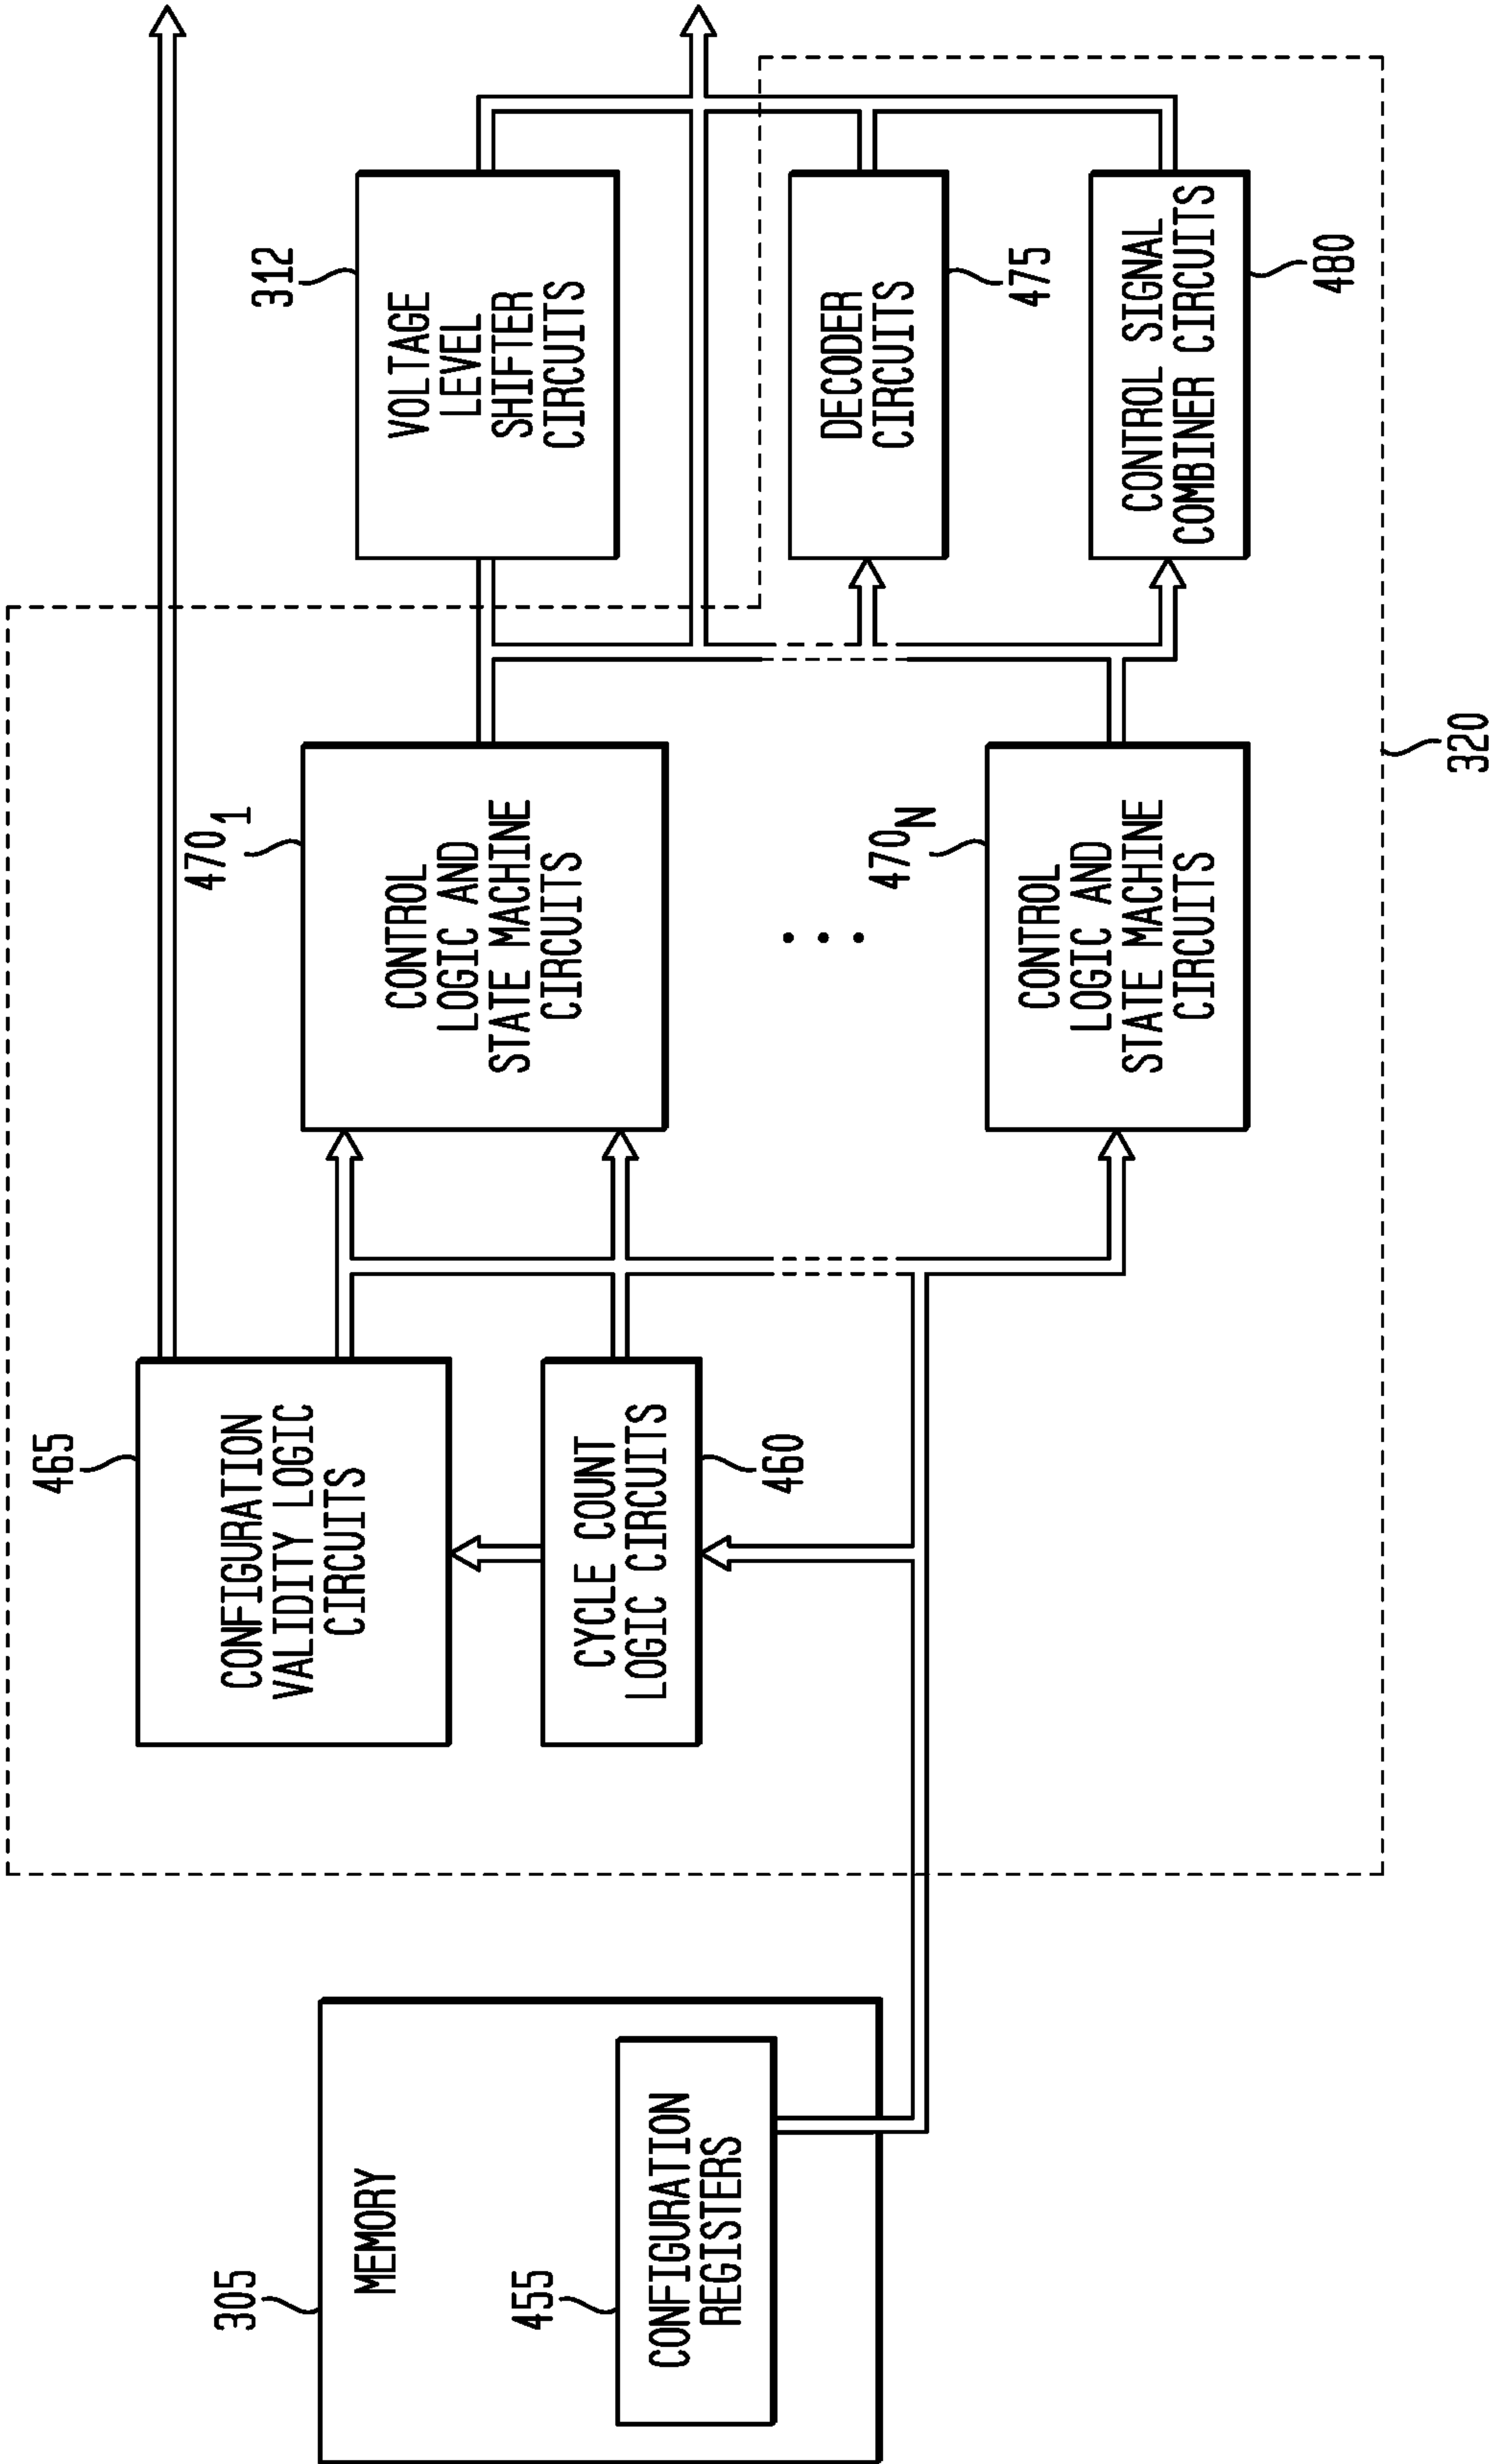 305
MEMORY
455
CONFIGURATION
REGISTERS
465
CONFIGURATION
VALIDITY LOGIC
CIRCUITS
CYCLE COUNT
LOGIC CIRCUITS
460
470 1
CONTROL
LOGIC AND
STATE MACHINE
CIRCUITS
470 N
CONTROL
LOGIC AND
STATE MACHINE
CIRCUITS
312
VOLTAGE
LEVEL
SHIFTER
CIRCUITS
DECODER
CIRCUITS
475
CONTROL SIGNAL
COMBINER CIRCUITS
480
320